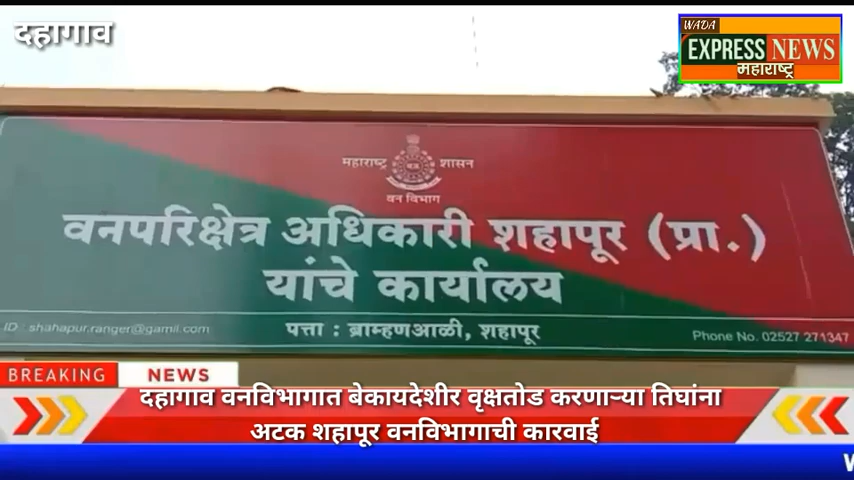 दहागाव
WADA
EXPRESS NEWS
महाराष्ट्र
महाराष्ट्र शासन
वन विभाग
वनपरिक्षेत्र अधिकारी शहापूर (प्रा.)
यांचे कार्यालय
ID : shahapur.ranger@gamil.com
पत्ता : ब्राम्हणआळी, शहापूर
Phone No. 02527 271347
BREAKING NEWS
दहागाव वनविभागात बेकायदेशीर वृक्षतोड करणाऱ्या तिघांना
अटक शहापूर वनविभागाची कारवाई